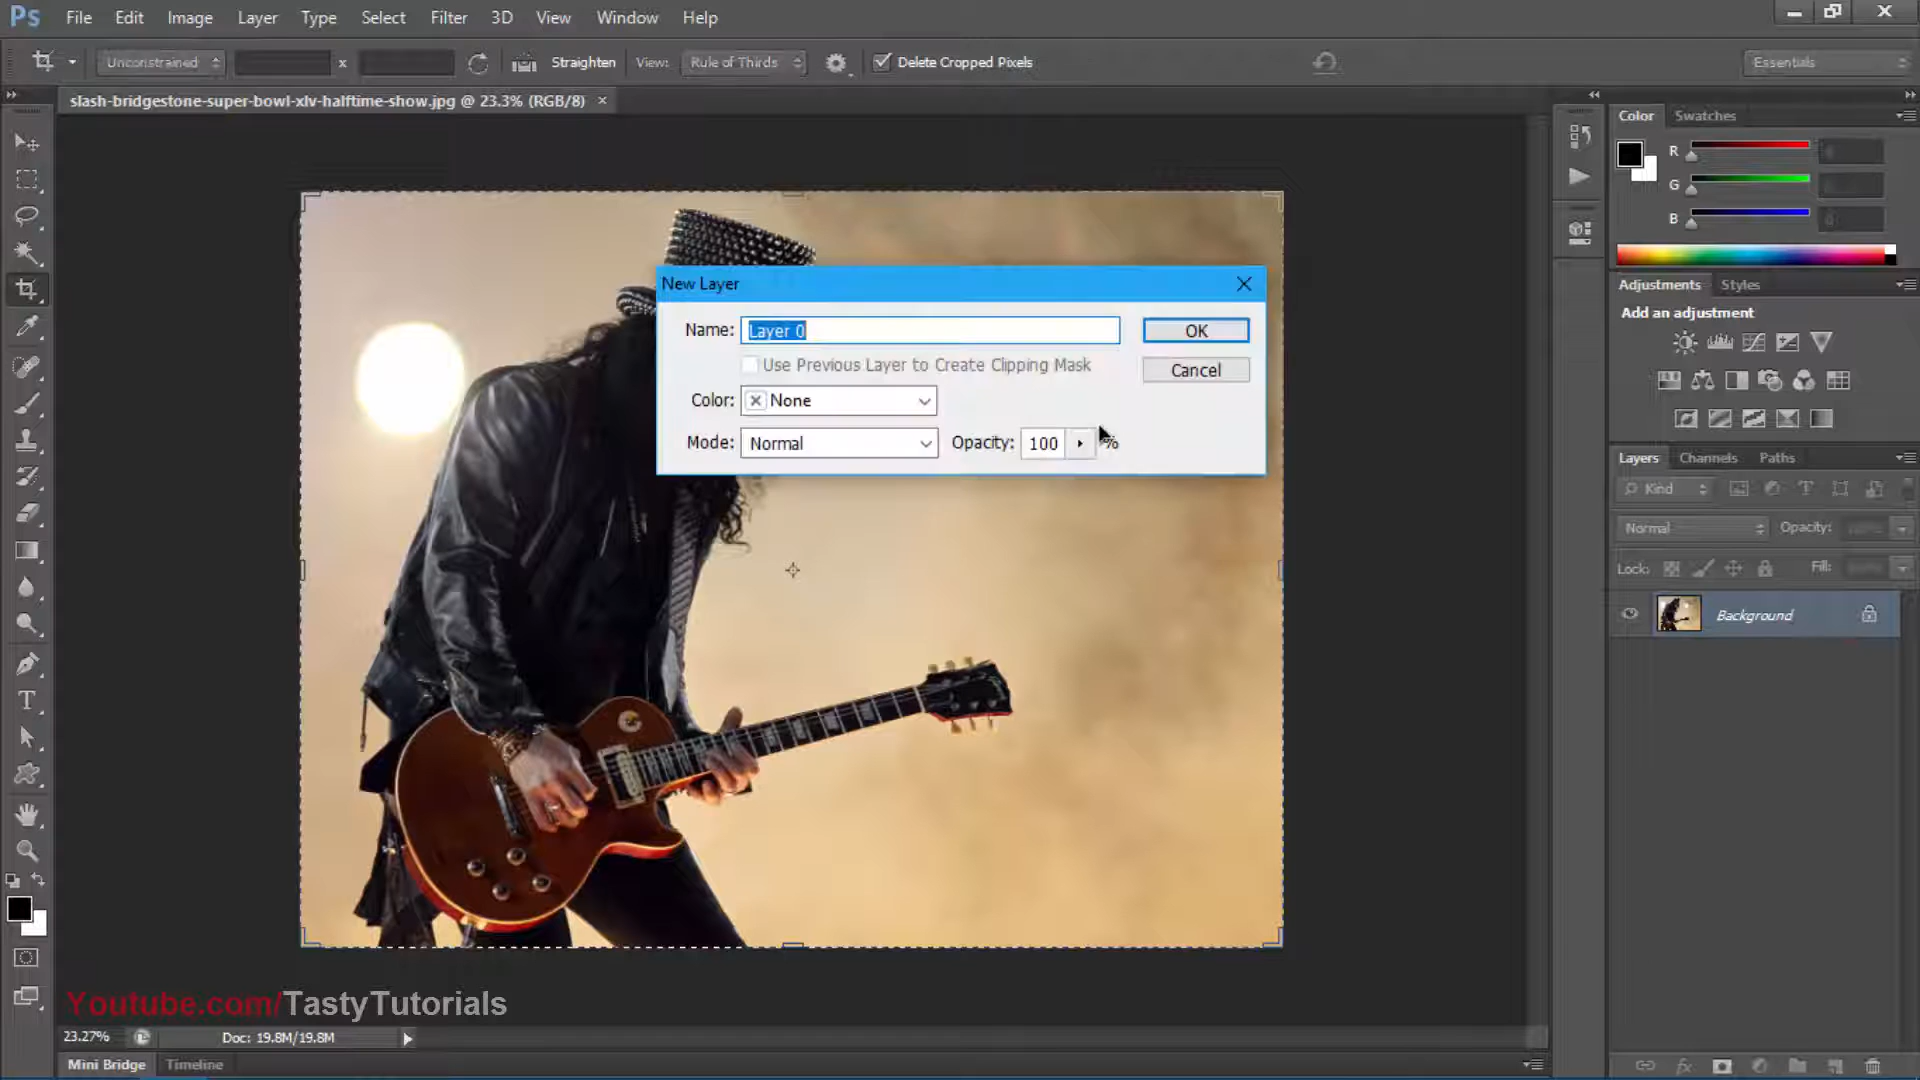 Ps File Edit Image Layer Type Select Filter 3D View Window Help
Unconstrained x Straighten View: Rule of Thirds Delete Cropped Pixels Essentials
slash-bridgestone-super-bowl-xlv-halftime-show.jpg @ 23.3% (RGB/8) ×
Color Swatches
R
G
B
Adjustments Styles
Add an adjustment
New Layer
Name: Layer 0 OK
Use Previous Layer to Create Clipping Mask Cancel
Color: None
Mode: Normal Opacity: 100 %
Layers Channels Paths
Kind
Normal Opacity:
Lock: Fill:
Background
Youtube.com/TastyTutorials
23.27% Doc: 19.8M/19.8M
Mini Bridge Timeline